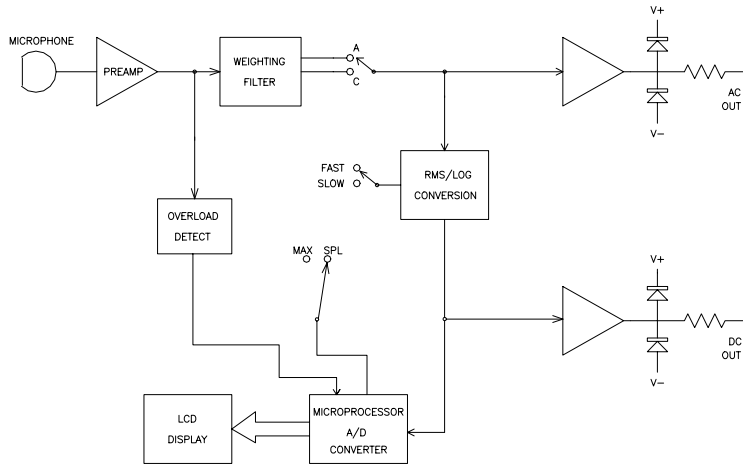 MICROPHONE
PREAMP
WEIGHTING
FILTER
A
C
V+
V−
AC
OUT
FAST
SLOW
RMS/LOG
CONVERSION
OVERLOAD
DETECT
MAX SPL
V+
V−
DC
OUT
LCD
DISPLAY
MICROPROCESSOR
A/D
CONVERTER